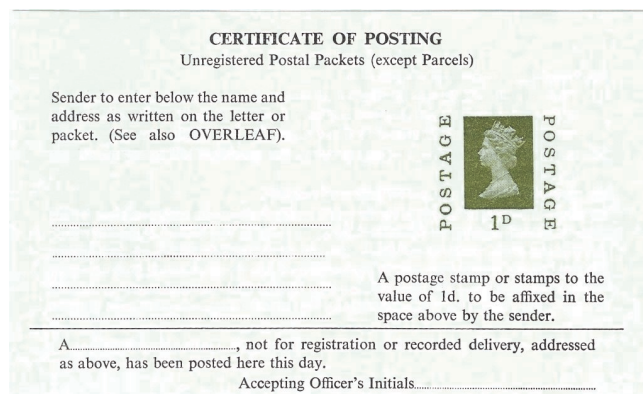 CERTIFICATE OF POSTING
Unregistered Postal Packets (except Parcels)
Sender to enter below the name and
address as written on the letter or
packet. (See also OVERLEAF).
POSTAGE
POSTAGE
1D
A postage stamp or stamps to the
value of 1d. to be affixed in the
space above by the sender.
A..............................................., not for registration or recorded delivery, addressed
as above, has been posted here this day.
Accepting Officer's Initials....................................................